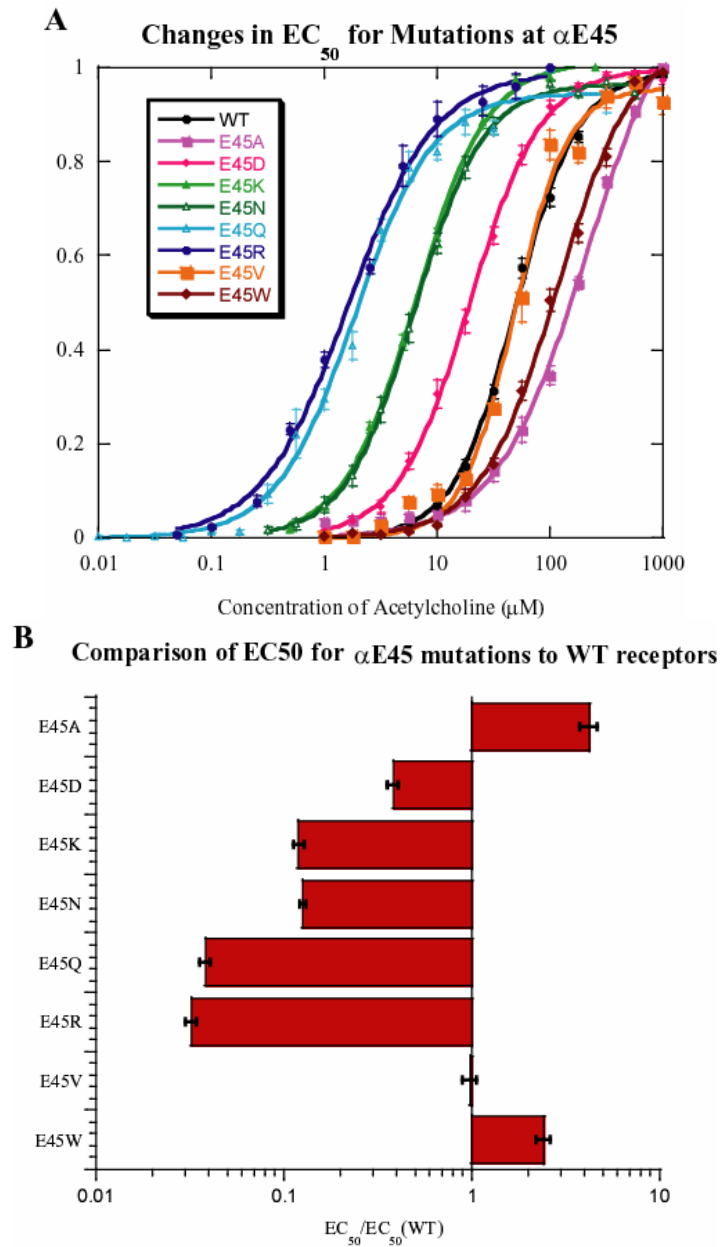 A
Changes in EC50 for Mutations at αE45
1
0.8
0.6
0.4
0.2
0
WT
E45A
E45D
E45K
E45N
E45Q
E45R
E45V
E45W
0.01 0.1 1 10 100 1000
Concentration of Acetylcholine (μM)
B
Comparison of EC50 for αE45 mutations to WT receptors
E45A
E45D
E45K
E45N
E45Q
E45R
E45V
E45W
0.01 0.1 1 10
EC50/EC50(WT)